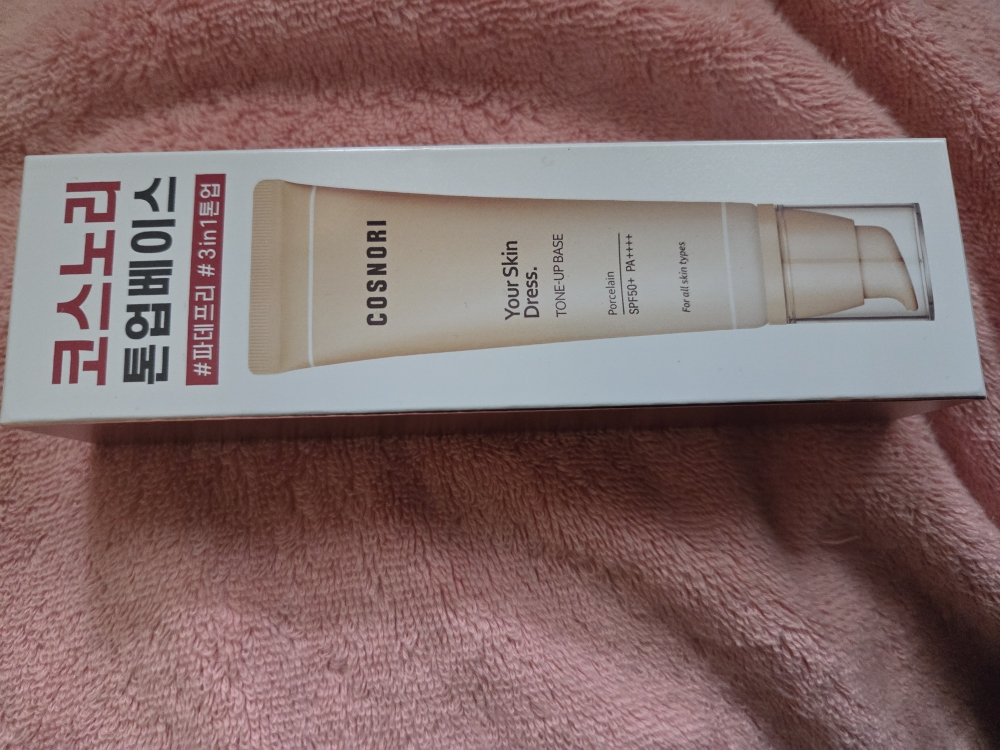 코스노리
톤업베이스
#파데프리 #3in1톤업
COSNORI
Your Skin
Dress.
TONE-UP BASE
Porcelain
SPF50+ PA++++
For all skin types